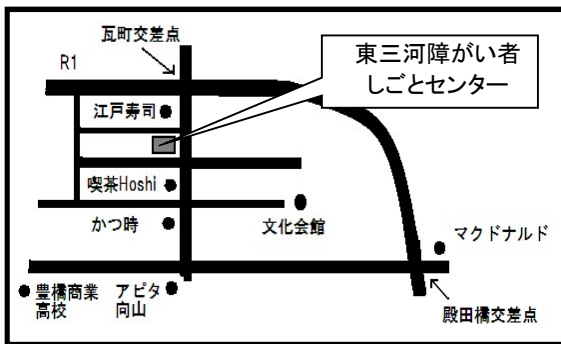 瓦町交差点
R1
東三河障がい者
しごとセンター
江戸寿司
喫茶Hoshi
かつ時
文化会館
マクドナルド
豊橋商業
高校
アピタ
向山
殿田橋交差点